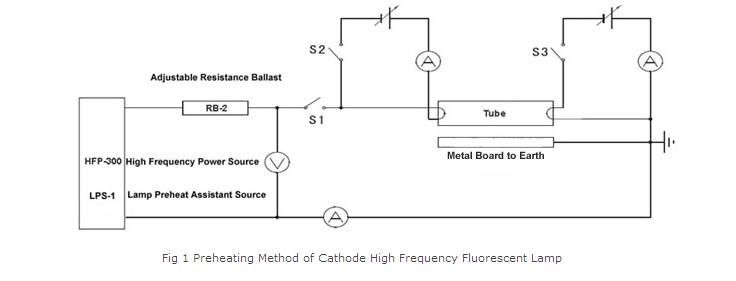 S2
A
S3
A
Adjustable Resistance Ballast
RB-2
S1
Tube
Metal Board to Earth
HFP-300 High Frequency Power Source
V
LPS-1 Lamp Preheat Assistant Source
A
Fig 1 Preheating Method of Cathode High Frequency Fluorescent Lamp